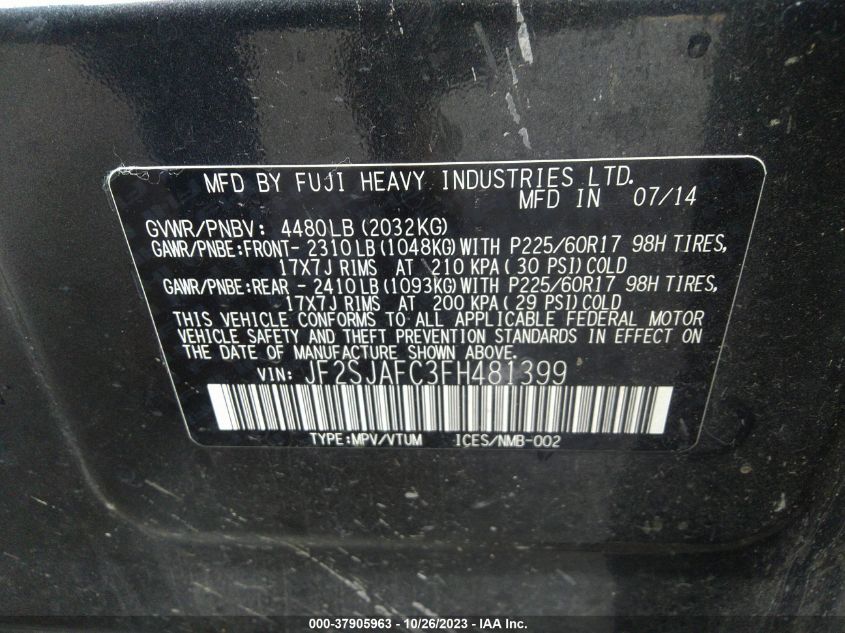 MFD BY FUJI HEAVY INDUSTRIES LTD.
MFD IN 07/14
GVWR/PNBV: 4480LB(2032KG)
GAWR/PNBE:FRONT- 2310LB(1048KG)WITH P225/60R17 98H TIRES,
17X7J RIMS AT 210 KPA(30 PSI)COLD
GAWR/PNBE:REAR - 2410LB(1093KG)WITH P225/60R17 98H TIRES,
17X7J RIMS AT 200 KPA(29 PSI)COLD
THIS VEHICLE CONFORMS TO ALL APPLICABLE FEDERAL MOTOR
VEHICLE SAFETY AND THEFT PREVENTION STANDARDS IN EFFECT ON
THE DATE OF MANUFACTURE SHOWN ABOVE.
VIN: JF2SJAFC3FH481399
TYPE:MPV/VTUM ICES/NMB-002
000-37905963 - 10/26/2023 - IAA Inc.